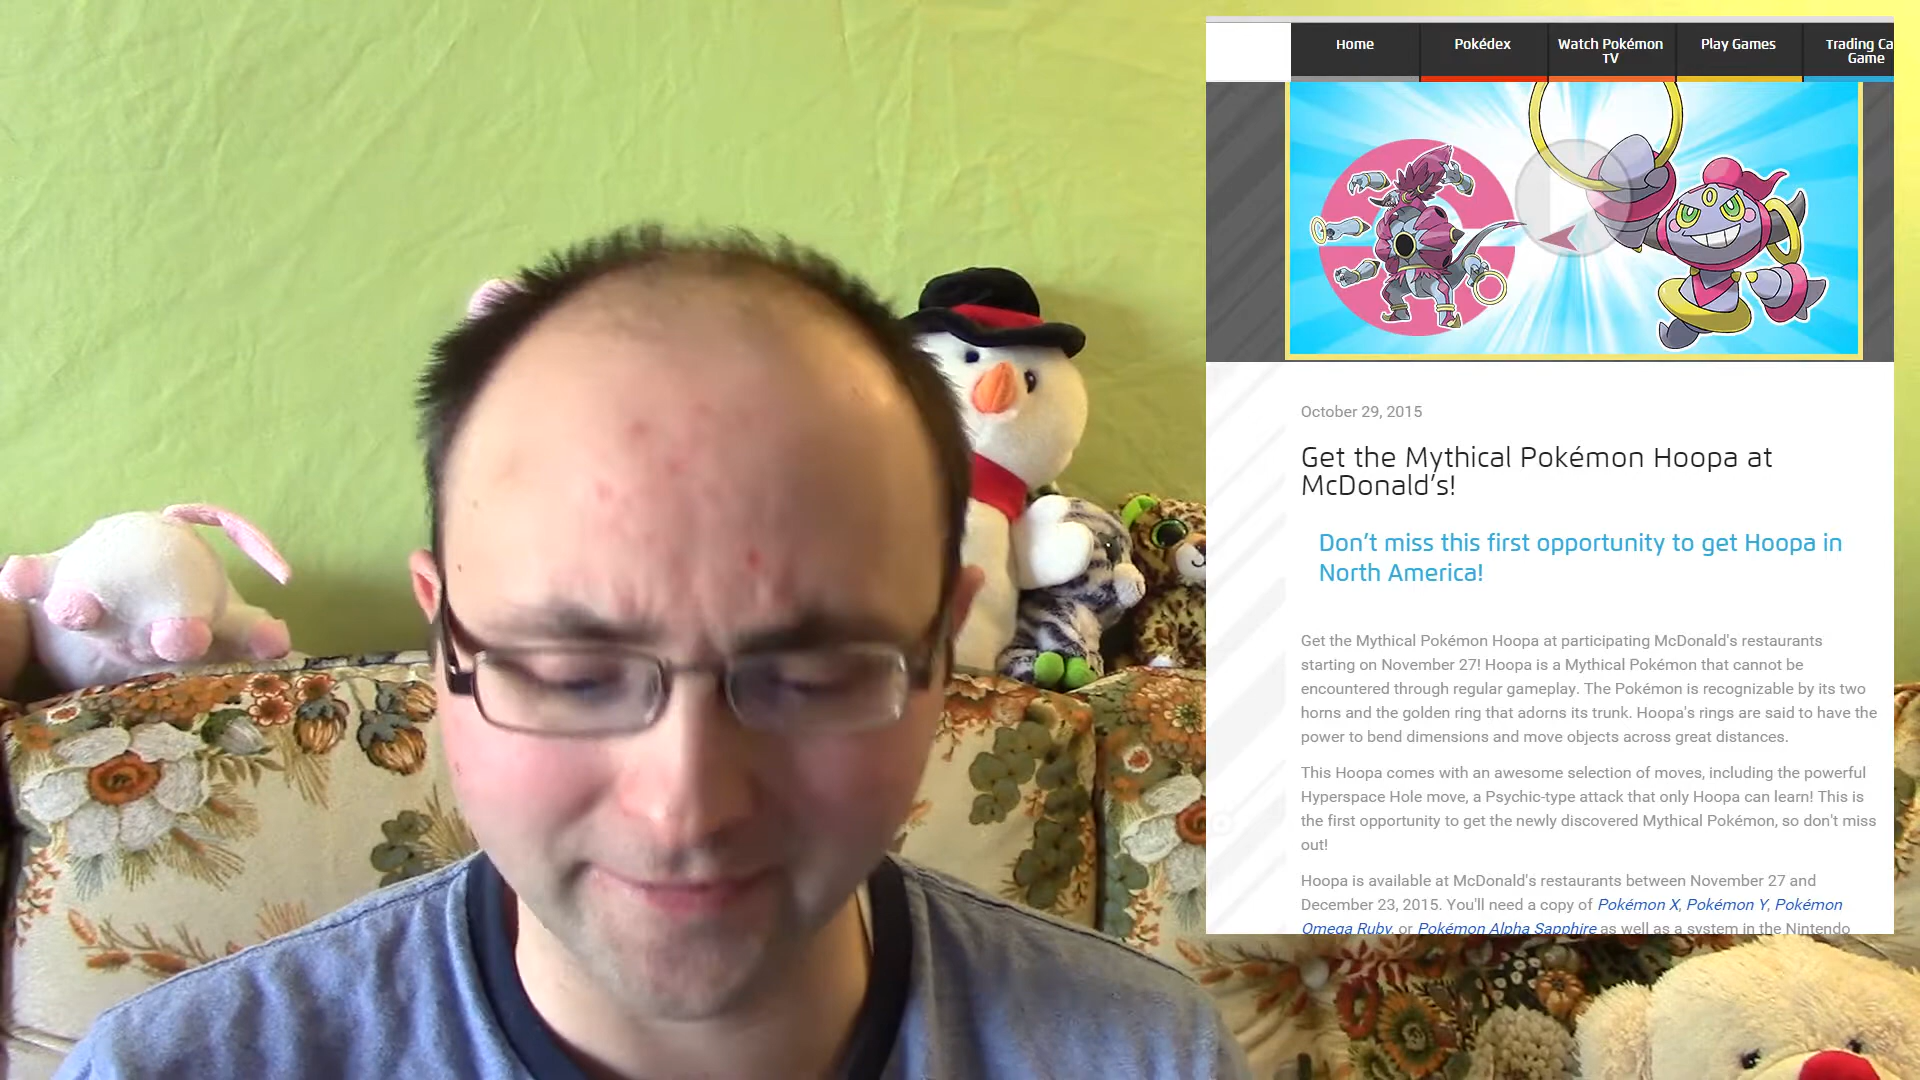 Home
Pokédex
Watch Pokémon
TV
Play Games
Trading Ca
Game
October 29, 2015
Get the Mythical Pokémon Hoopa at
McDonald's!
Don't miss this first opportunity to get Hoopa in
North America!
Get the Mythical Pokémon Hoopa at participating McDonald's restaurants
starting on November 27! Hoopa is a Mythical Pokémon that cannot be
encountered through regular gameplay. The Pokémon is recognizable by its two
horns and the golden ring that adorns its trunk. Hoopa's rings are said to have the
power to bend dimensions and move objects across great distances.
This Hoopa comes with an awesome selection of moves, including the powerful
Hyperspace Hole move, a Psychic-type attack that only Hoopa can learn! This is
the first opportunity to get the newly discovered Mythical Pokémon, so don't miss
out!
Hoopa is available at McDonald's restaurants between November 27 and
December 23, 2015. You'll need a copy of Pokémon X, Pokémon Y, Pokémon
Omega Ruby, or Pokémon Alpha Sapphire as well as a system in the Nintendo